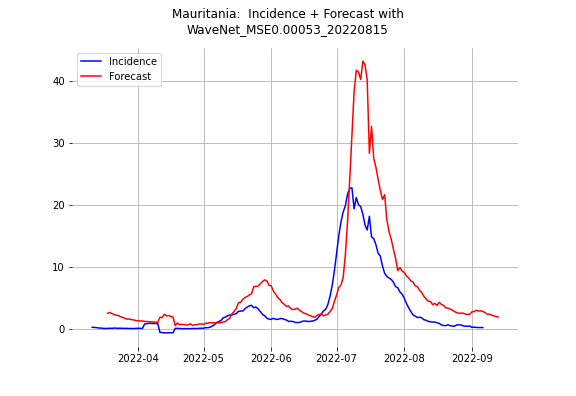 Mauritania:  Incidence + Forecast with
WaveNet_MSE0.00053_20220815
Incidence
Forecast
40
30
20
10
0
2022-04 2022-05 2022-06 2022-07 2022-08 2022-09